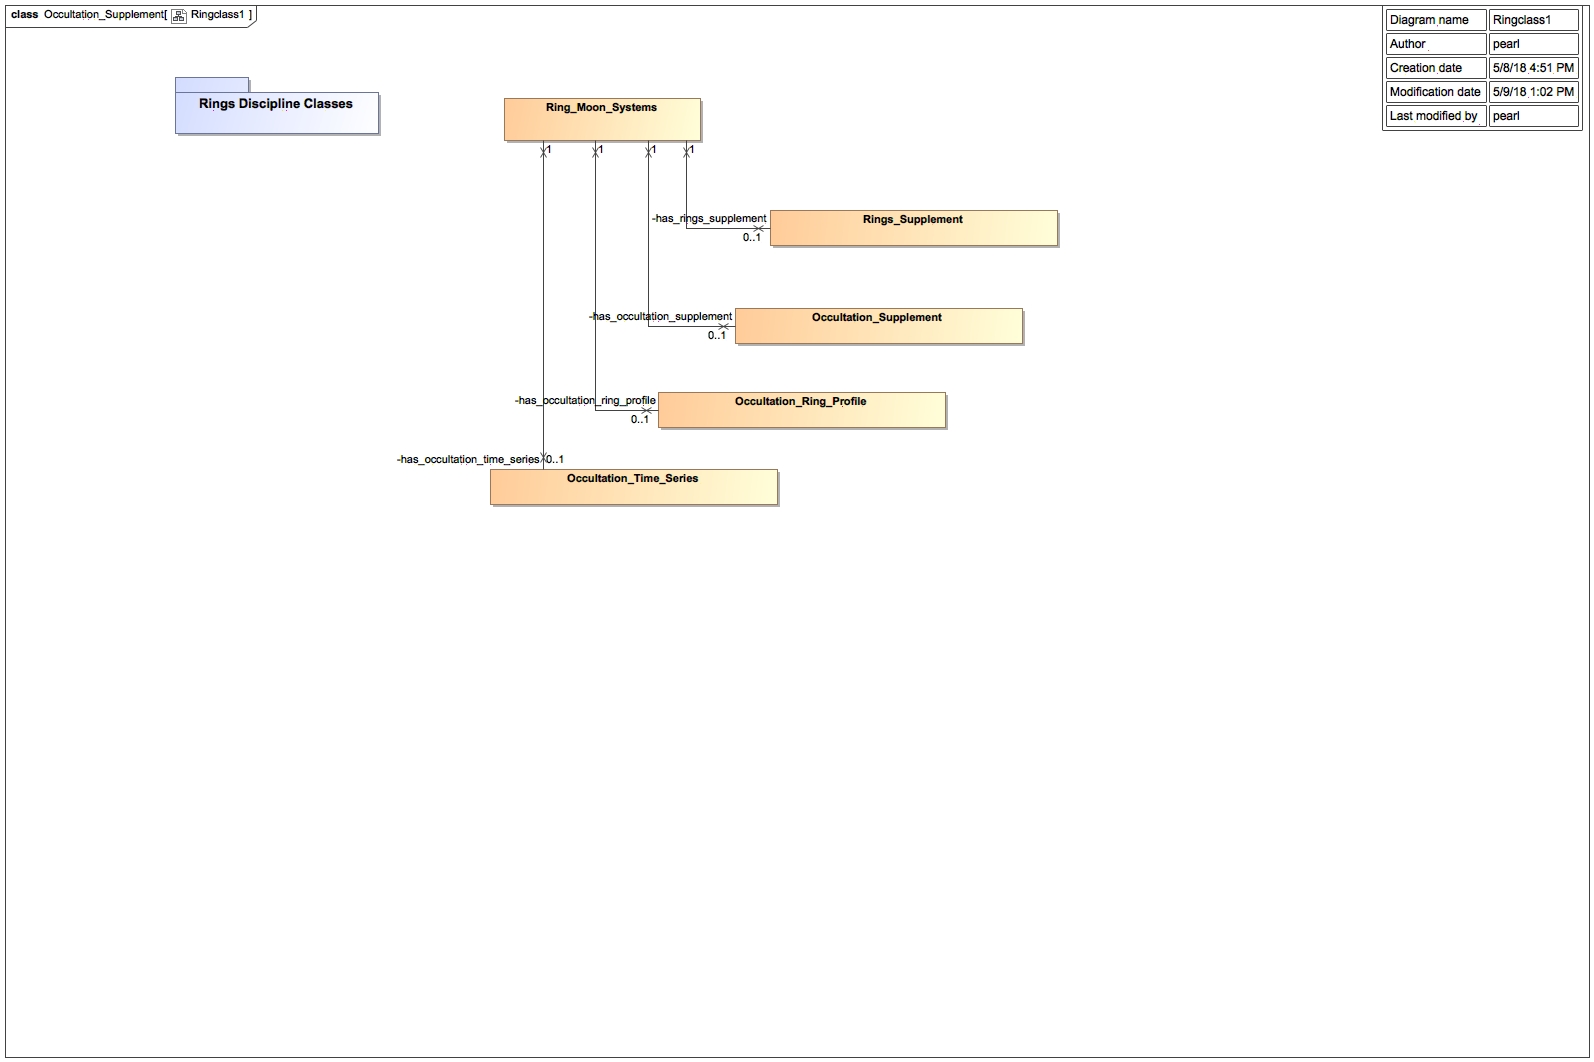 class Occultation_Supplement[ Ringclass1 ]
Diagram name Ringclass1
Author pearl
Creation date 5/8/18 4:51 PM
Modification date 5/9/18 1:02 PM
Last modified by pearl
Rings Discipline Classes
Ring_Moon_Systems
1 1 1 1
-has_rings_supplement
0..1
Rings_Supplement
-has_occultation_supplement
0..1
Occultation_Supplement
-has_occultation_ring_profile
0..1
Occultation_Ring_Profile
-has_occultation_time_series 0..1
Occultation_Time_Series